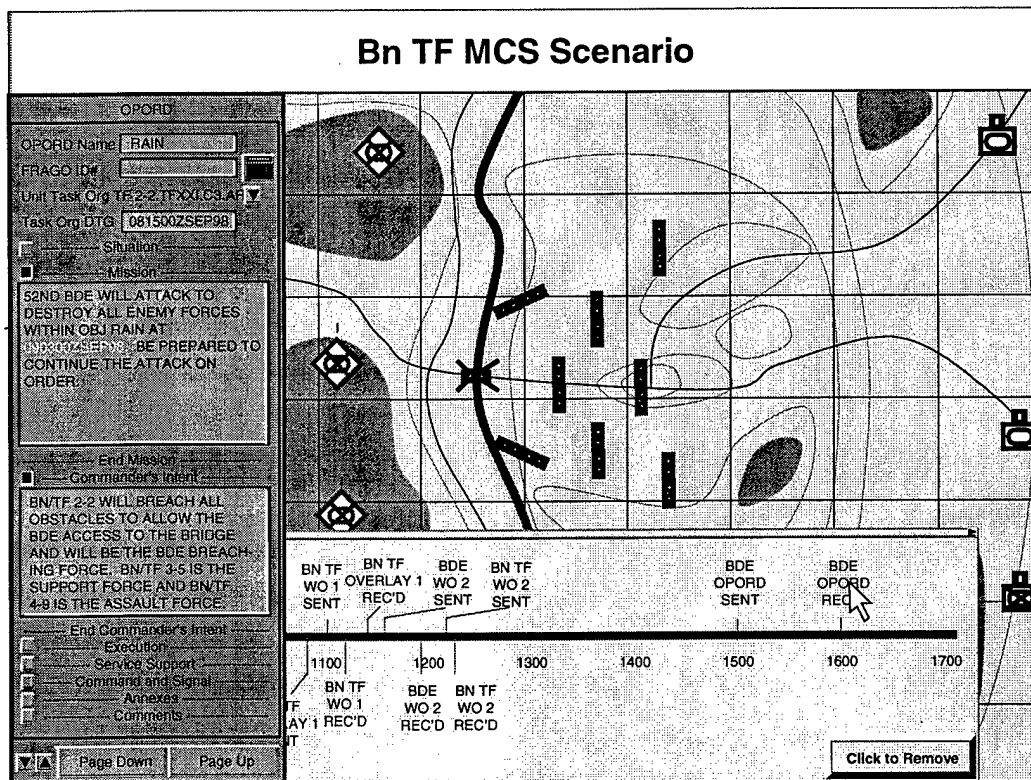 Bn TF MCS Scenario
OPORD
OPORD Name RAIN
FRAGO ID#
Unit Task Org TF 2-2.TFXXI.C3.AR
Task Org DTG 081500ZSEP98
Situation
Mission
52ND BDE WILL ATTACK TO
DESTROY ALL ENEMY FORCES
WITHIN OBJ RAIN AT
BE PREPARED TO
CONTINUE THE ATTACK ON
ORDER.
End Mission
Commander's Intent
BN/TF 2-2 WILL BREACH ALL
OBSTACLES TO ALLOW THE
BDE ACCESS TO THE BRIDGE
AND WILL BE THE BDE BREACH-
ING FORCE. BN/TF 3-5 IS THE
SUPPORT FORCE AND BN/TF
4-9 IS THE ASSAULT FORCE.
End Commander's Intent
Execution
Service Support
Command and Signal
Annexes
Comments
Page Down Page Up
BN TF
WO 1
SENT
BN TF
OVERLAY 1
REC'D
BDE
WO 2
SENT
BN TF
WO 2
SENT
BDE
OPORD
SENT
BDE
OPORD
REC
1100 1200 1300 1400 1500 1600 1700
TF
AY 1
NT
BN TF
WO 1
REC'D
BDE
WO 2
REC'D
BN TF
WO 2
REC'D
Click to Remove